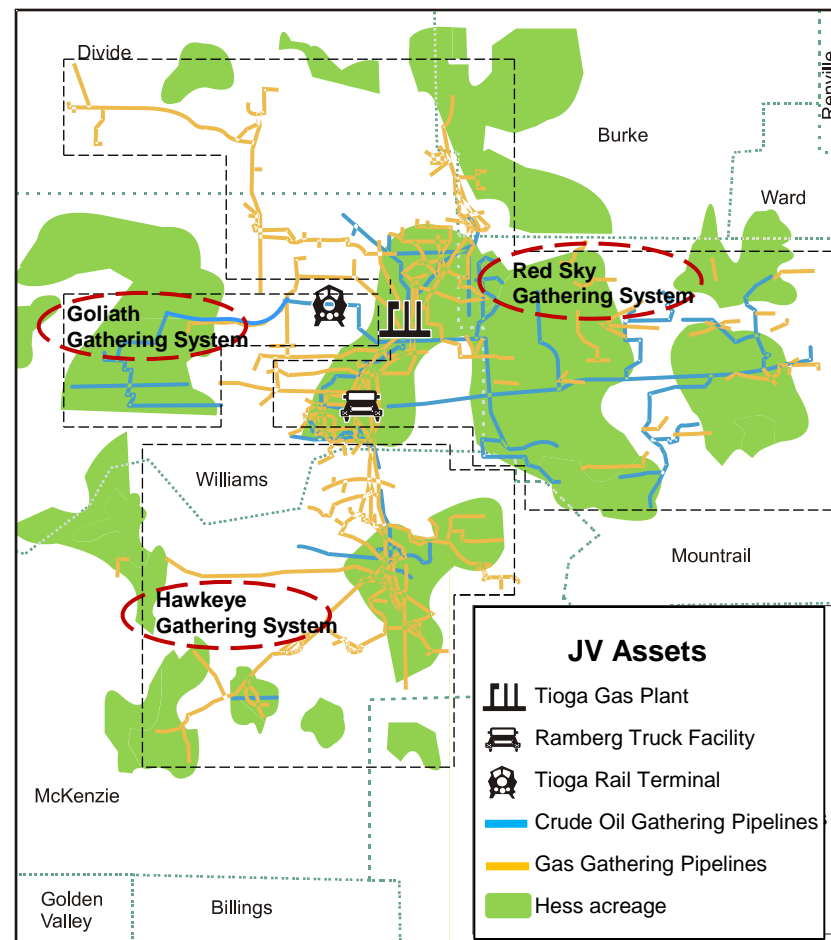 Divide
Renville
Burke
Ward
Red Sky
Gathering System
Goliath
Gathering System
Williams
Mountrail
Hawkeye
Gathering System
JV Assets
Tioga Gas Plant
Ramberg Truck Facility
Tioga Rail Terminal
Crude Oil Gathering Pipelines
Gas Gathering Pipelines
Hess acreage
McKenzie
Golden
Valley
Billings